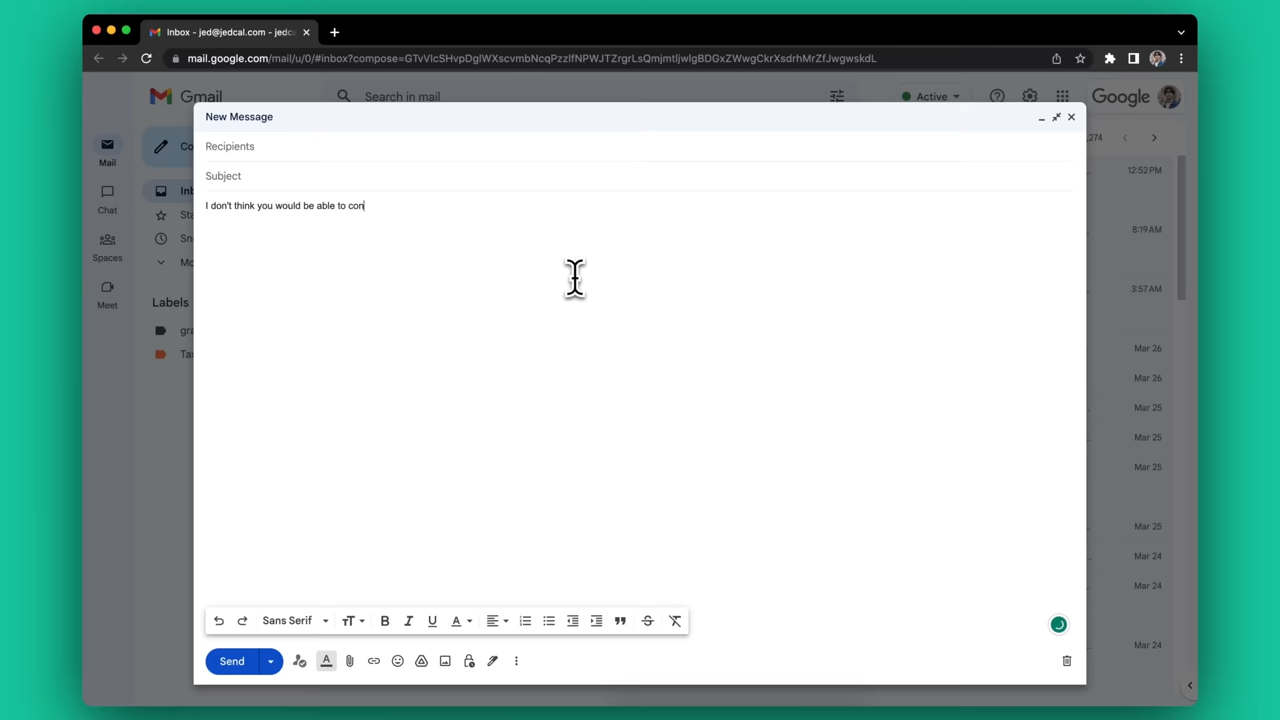 Inbox - jed@jedcal.com - jedc
mail.google.com/mail/u/0/#inbox?compose=GTvVlcSHvpDglWXscvmbNcqPzzlfNPWJTZrgrLsQmjmtljwlgBDGxZWwgCkrXsdrhMrZfJwgwskdL
Gmail
Search in mail
Active
Google
New Message
,274
Mail
Recipients
12:52 PM
Subject
Chat
I don't think you would be able to con
8:19 AM
Spaces
3:57 AM
Meet
Labels
Mar 26
Mar 26
Mar 25
Mar 25
Mar 25
Mar 25
Mar 24
Mar 24
Sans Serif
Mar 24
Send